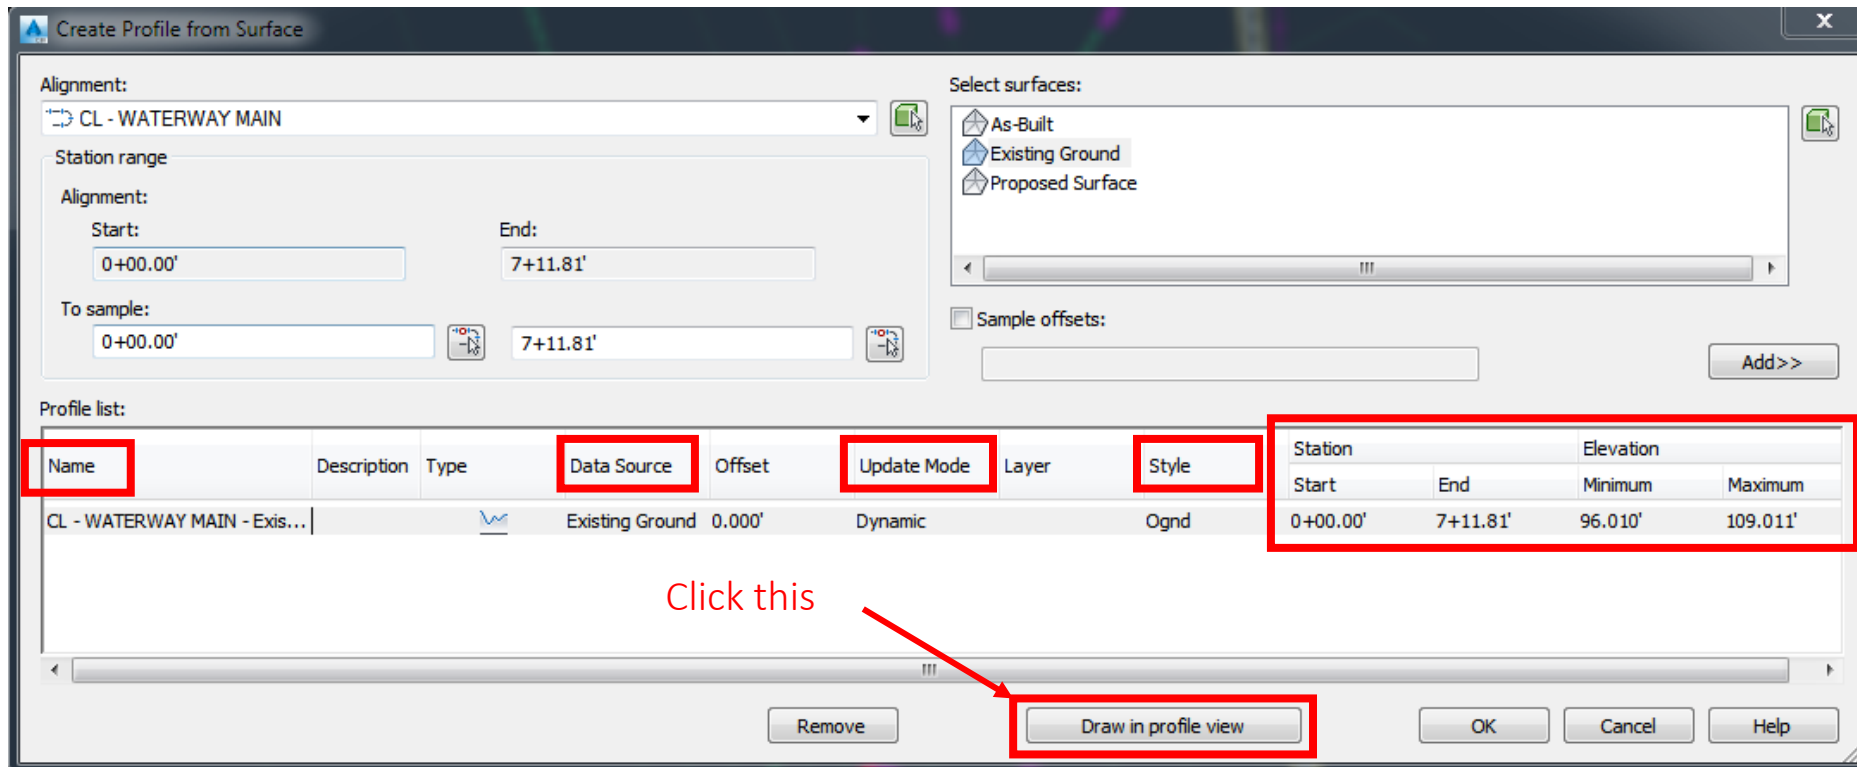 Create Profile from Surface
X
Alignment:
CL - WATERWAY MAIN
Station range
Alignment:
Start:
End:
0+00.00'
7+11.81'
To sample:
0+00.00'
7+11.81'
Select surfaces:
As-Built
Existing Ground
Proposed Surface
Sample offsets:
Add>>
Profile list:
Name
Description
Type
Data Source
Offset
Update Mode
Layer
Style
Station
Elevation
Start
End
Minimum
Maximum
CL - WATERWAY MAIN - Exis...
Existing Ground
0.000'
Dynamic
Ognd
0+00.00'
7+11.81'
96.010'
109.011'
Click this
Remove
Draw in profile view
OK
Cancel
Help